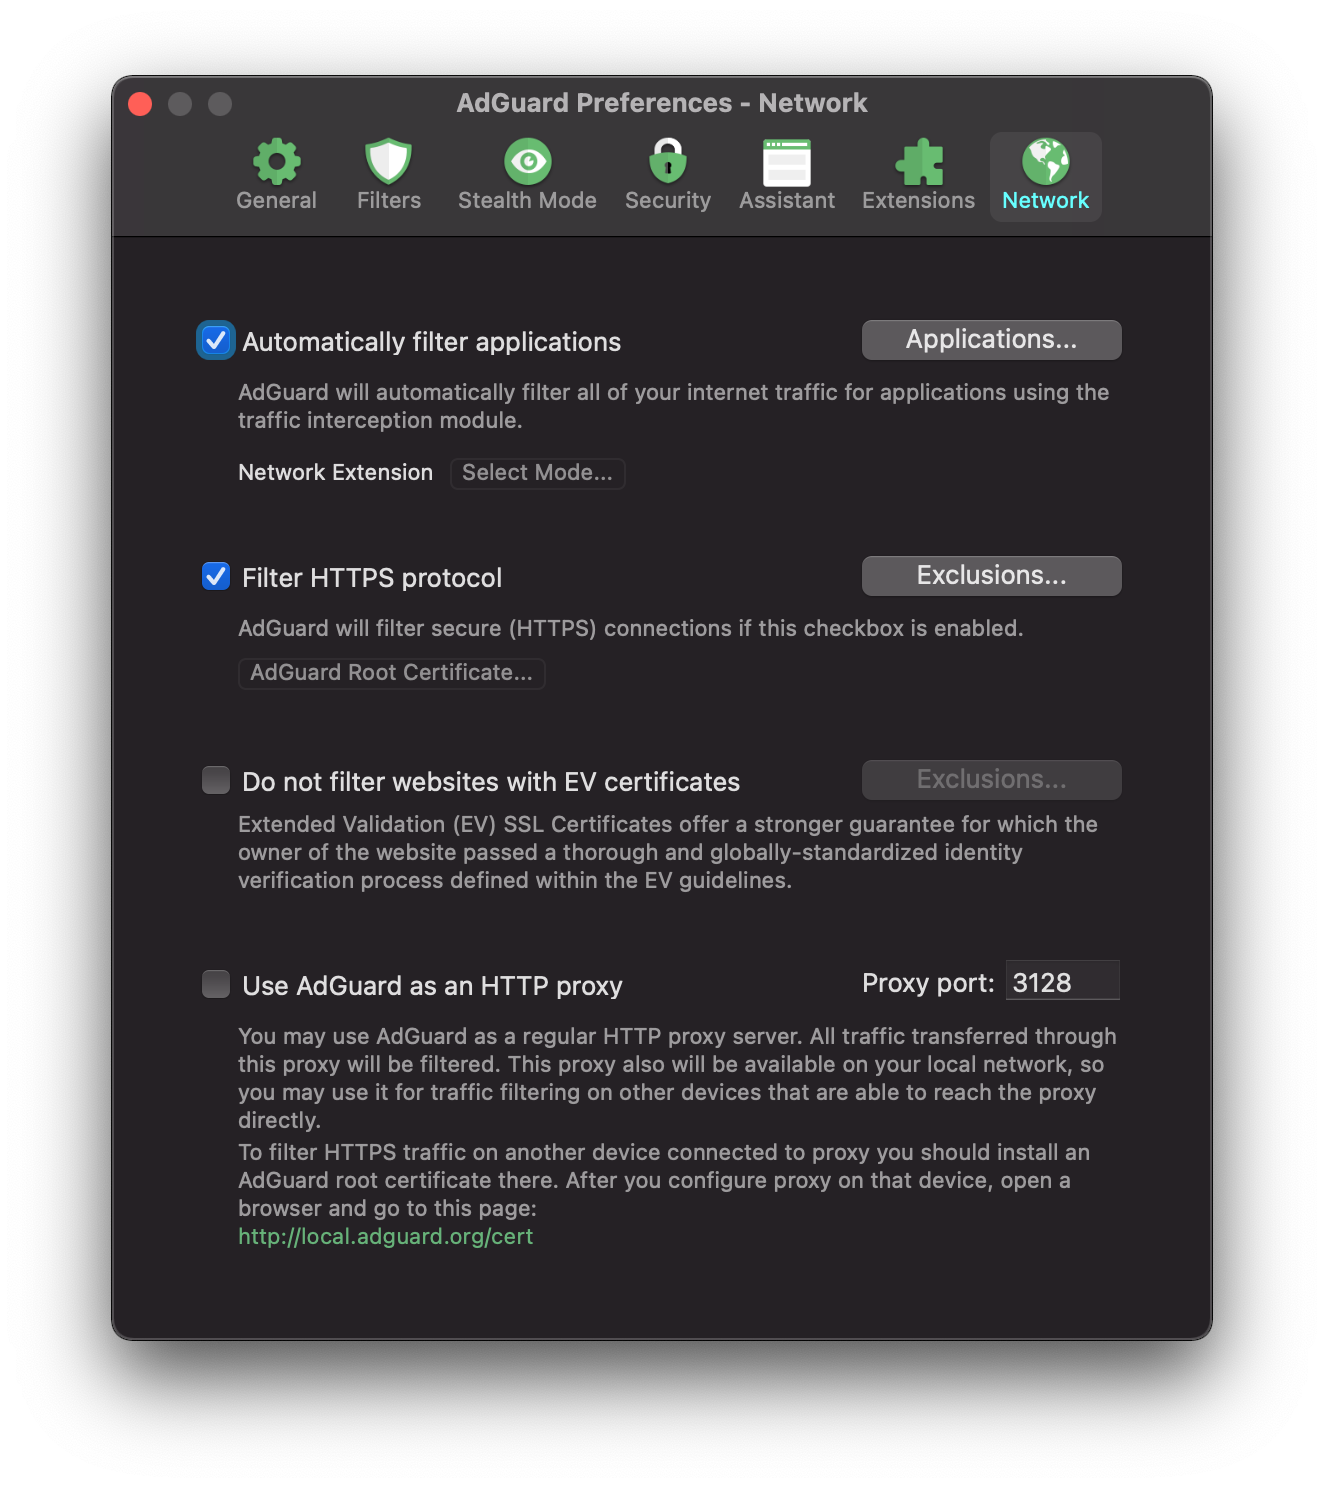 AdGuard Preferences - Network
General
Filters
Stealth Mode
Security
Assistant
Extensions
Network
Automatically filter applications
Applications...
AdGuard will automatically filter all of your internet traffic for applications using the
traffic interception module.
Network Extension
Select Mode...
Filter HTTPS protocol
Exclusions...
AdGuard will filter secure (HTTPS) connections if this checkbox is enabled.
AdGuard Root Certificate...
Do not filter websites with EV certificates
Exclusions...
Extended Validation (EV) SSL Certificates offer a stronger guarantee for which the
owner of the website passed a thorough and globally-standardized identity
verification process defined within the EV guidelines.
Use AdGuard as an HTTP proxy
Proxy port: 3128
You may use AdGuard as a regular HTTP proxy server. All traffic transferred through
this proxy will be filtered. This proxy also will be available on your local network, so
you may use it for traffic filtering on other devices that are able to reach the proxy
directly.
To filter HTTPS traffic on another device connected to proxy you should install an
AdGuard root certificate there. After you configure proxy on that device, open a
browser and go to this page:
http://local.adguard.org/cert